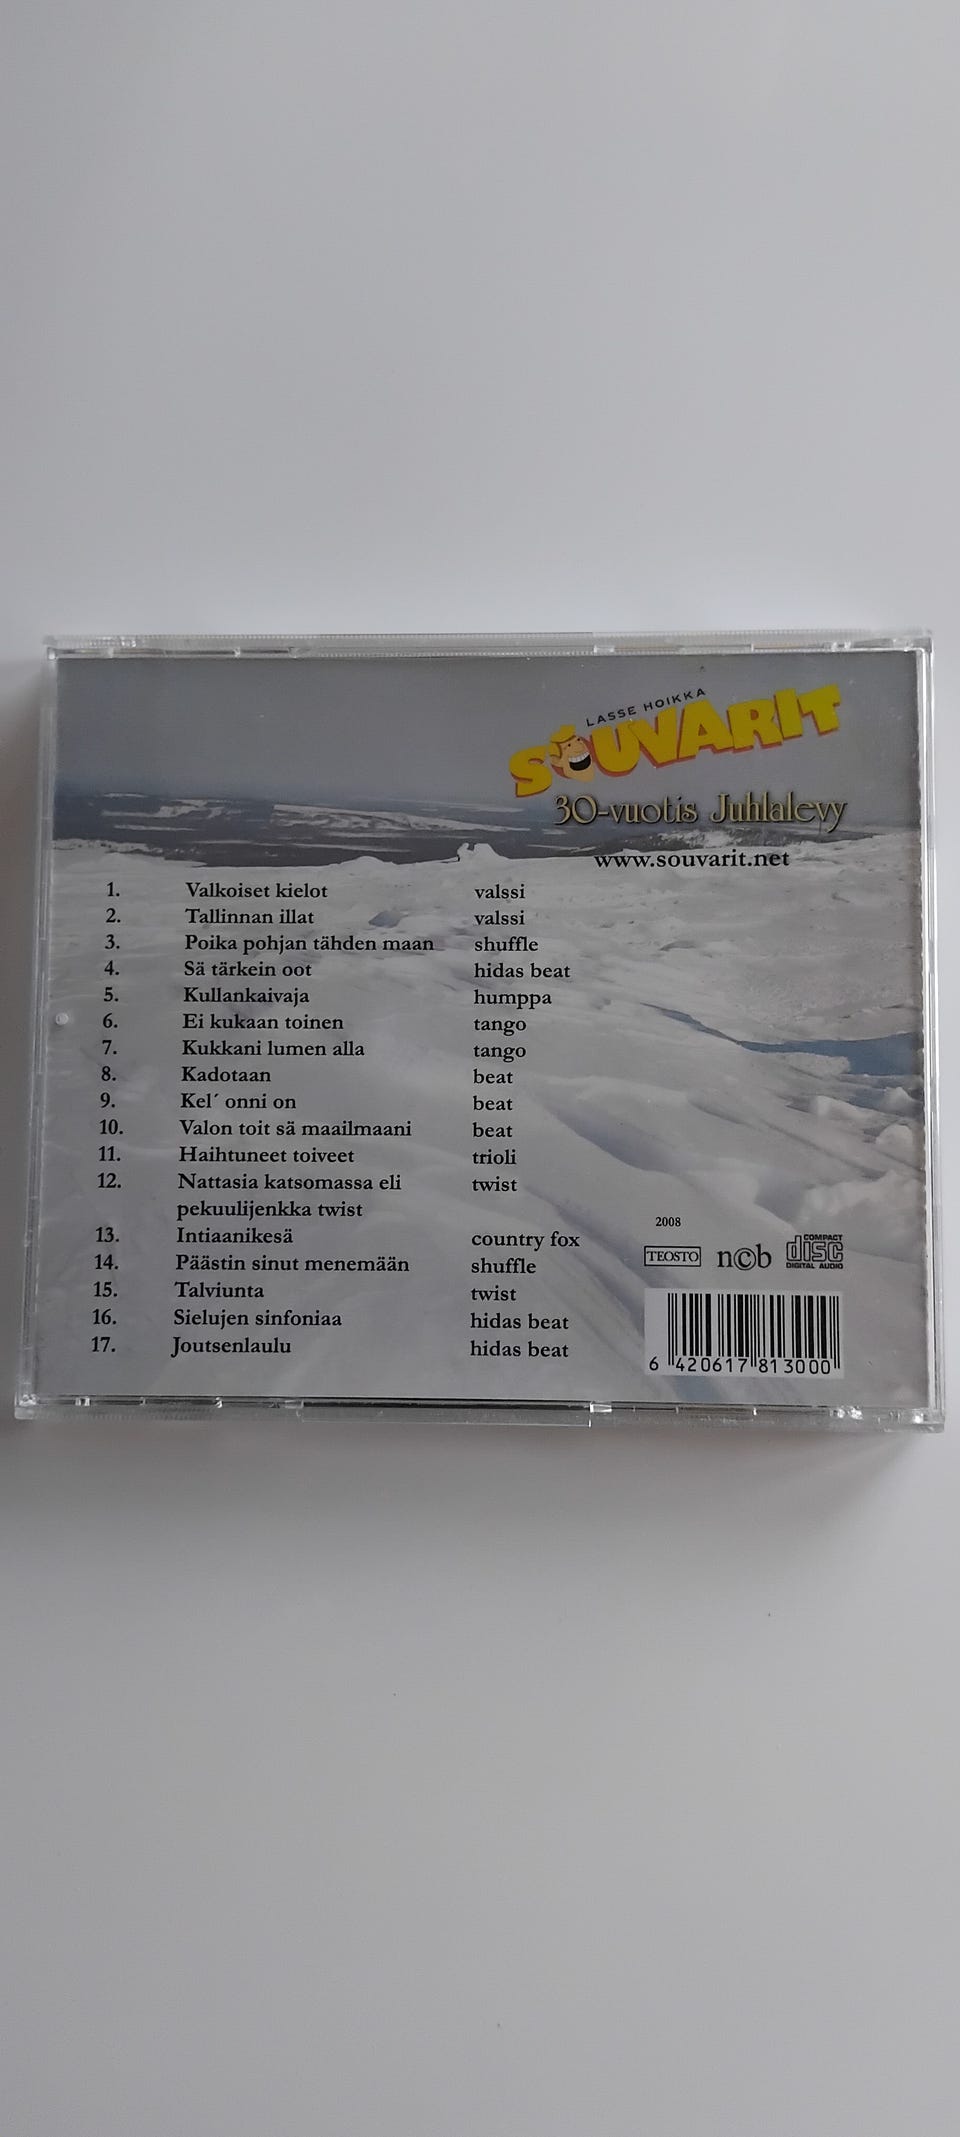 LASSE HOIKKA
SOUVARIT
30-vuotis Juhlalevy
www.souvarit.net
1. Valkoiset kielot valssi
2. Tallinnan illat valssi
3. Poika pohjan tähden maan shuffle
4. Sä tärkein oot hidas beat
5. Kullankaivaja humppa
6. Ei kukaan toinen tango
7. Kukkani lumen alla tango
8. Kadotaan beat
9. Kel´ onni on beat
10. Valon toit sä maailmaani beat
11. Haihtuneet toiveet trioli
12. Nattasia katsomassa eli twist
pekuulijenkka twist
13. Intiaanikesä country fox
14. Päästin sinut menemään shuffle
15. Talviunta twist
16. Sielujen sinfoniaa hidas beat
17. Joutsenlaulu hidas beat
2008
TEOSTO n©b COMPACT disc DIGITAL AUDIO
6 420617 813000